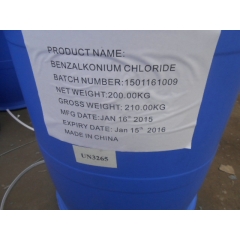 PRODUCT NAME:
BENZALKONIUM CHLORIDE
BATCH NUMBER:1501161009
NET WEIGHT:200.00KG
GROSS WEIGHT:210.00KG
MFG DATE:JAN 16th 2015
EXPIRY DATE: Jan 15th 2016
MADE IN CHINA
UN3265